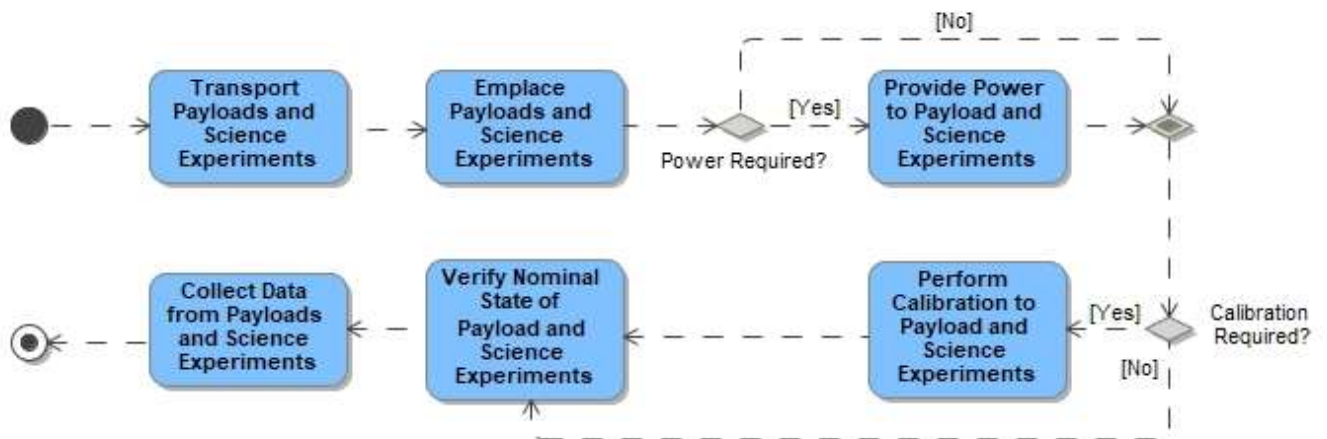 [No]
Transport
Payloads and
Science
Experiments
Emplace
Payloads and
Science
Experiments
Power Required?
[Yes]
Provide Power
to Payload and
Science
Experiments
Calibration
Required?
[Yes]
[No]
Perform
Calibration to
Payload and
Science
Experiments
Verify Nominal
State of
Payload and
Science
Experiments
Collect Data
from Payloads
and Science
Experiments